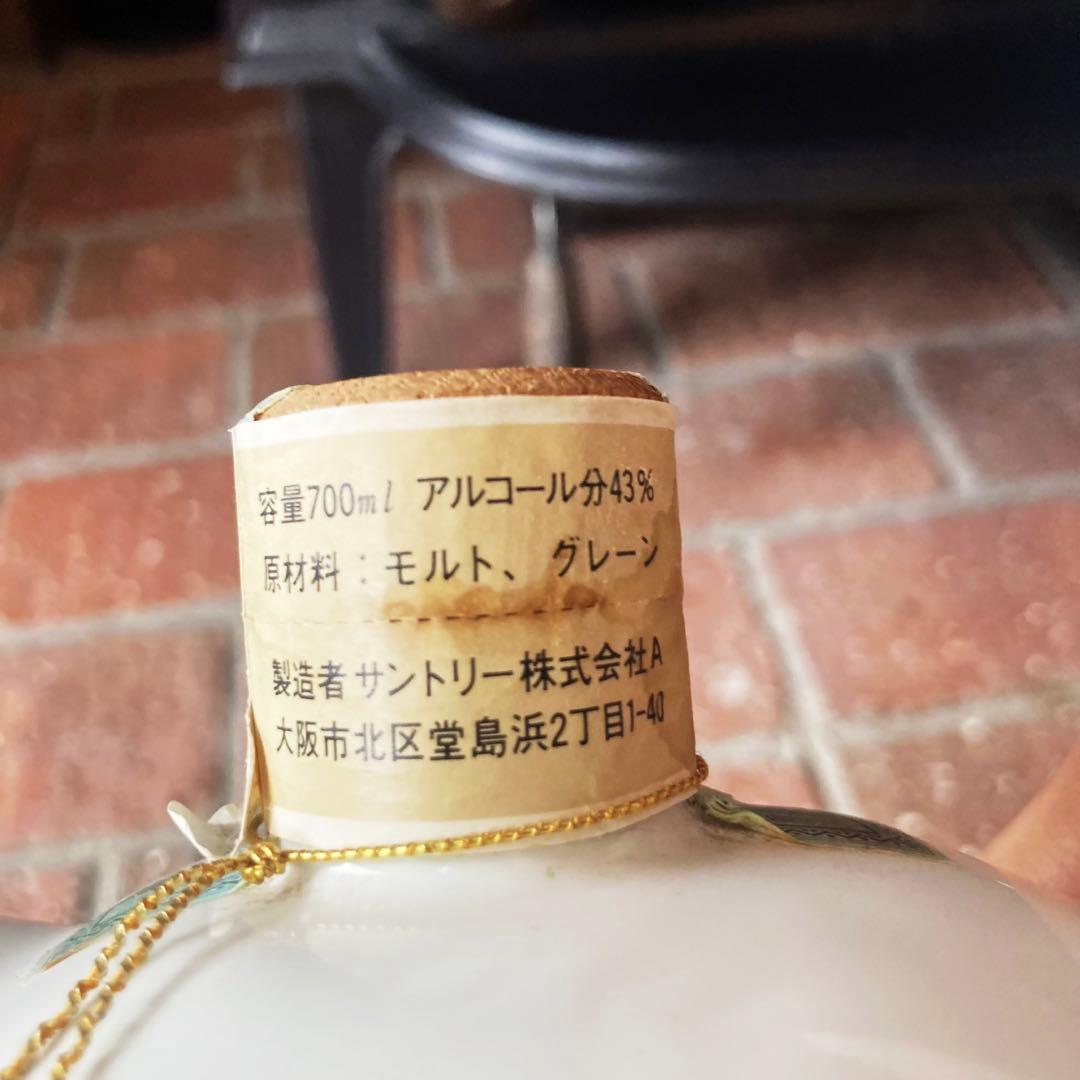 容量700ml アルコール分43%
原材料：モルト、グレーン
製造者サントリー株式会社A
大阪市北区堂島浜2丁目1-40